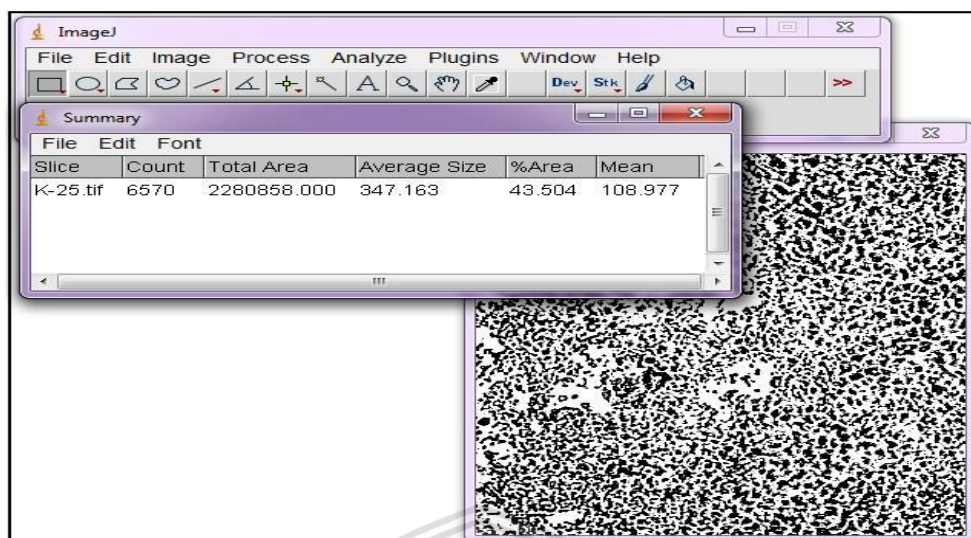 ImageJ
File Edit Image Process Analyze Plugins Window Help
A Dev Stk >>
Summary
File Edit Font
Slice Count Total Area Average Size %Area Mean
K-25.tif 6570 2280858.000 347.163 43.504 108.977